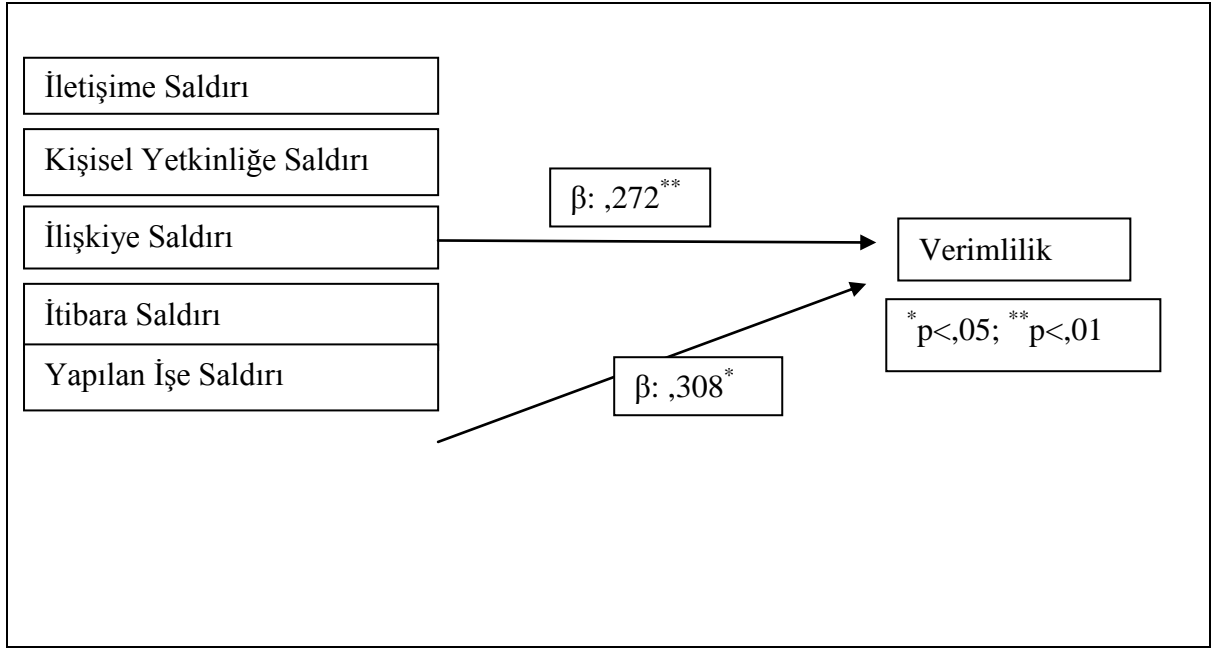 İletişime Saldırı
Kişisel Yetkinliğe Saldırı
β: ,272**
İlişkiye Saldırı
Verimlilik
İtibara Saldırı
*p<,05; **p<,01
Yapılan İşe Saldırı
β: ,308*